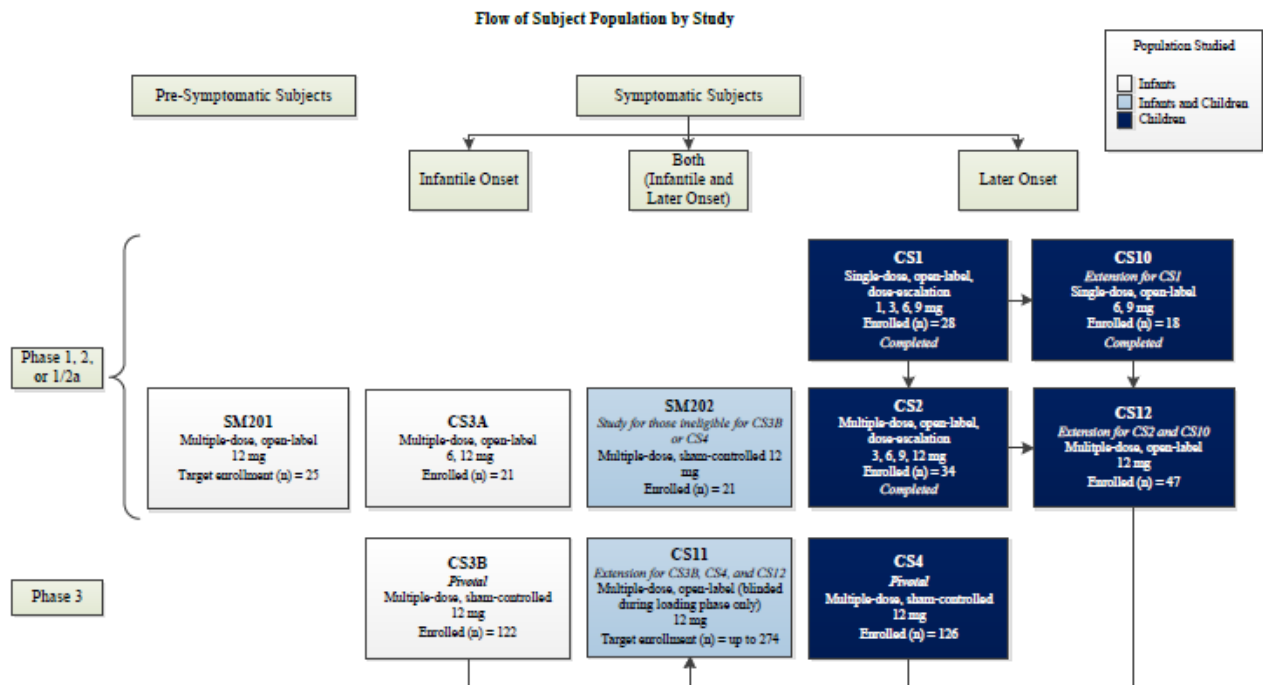 Flow of Subject Population by Study
Population Studied
Infants
Infants and Children
Children
Pre-Symptomatic Subjects
Symptomatic Subjects
Infantile Onset
Both
(Infantile and
Later Onset)
Later Onset
Phase 1, 2,
or 1/2a
CS1
Single-dose, open-label,
dose-escalation
1, 3, 6, 9 mg
Enrolled (n) = 28
Completed
CS10
Extension for CS1
Single-dose, open-label
6, 9 mg
Enrolled (n) = 18
Completed
SM201
Multiple-dose, open-label
12 mg
Target enrollment (n) = 25
CS3A
Multiple-dose, open-label
6, 12 mg
Enrolled (n) = 21
SM202
Study for those ineligible for CS3B
or CS4
Multiple-dose, sham-controlled 12
mg
Enrolled (n) = 21
CS2
Multiple-dose, open-label,
dose-escalation
3, 6, 9, 12 mg
Enrolled (n) = 34
Completed
CS12
Extension for CS2 and CS10
Mulitple-dose, open-label
12 mg
Enrolled (n) = 47
Phase 3
CS3B
Pivotal
Multiple-dose, sham-controlled
12 mg
Enrolled (n) = 122
CS11
Extension for CS3B, CS4, and CS12
Multiple-dose, open-label (blinded
during loading phase only)
12 mg
Target enrollment (n) = up to 274
CS4
Pivotal
Multiple-dose, sham-controlled
12 mg
Enrolled (n) = 126